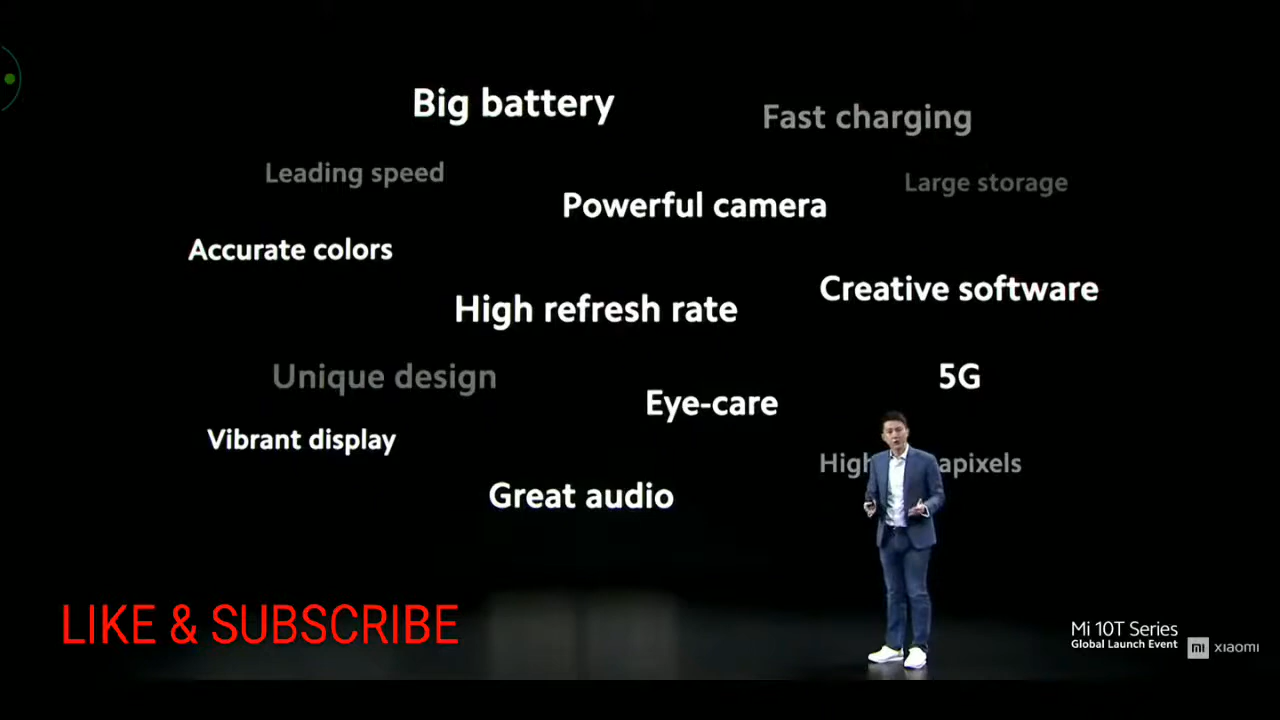 Big battery
Fast charging
Leading speed
Large storage
Powerful camera
Accurate colors
Creative software
High refresh rate
Unique design
5G
Eye-care
Vibrant display
High apixels
Great audio
LIKE & SUBSCRIBE
Mi 10T Series
Global Launch Event
mi xiaomi